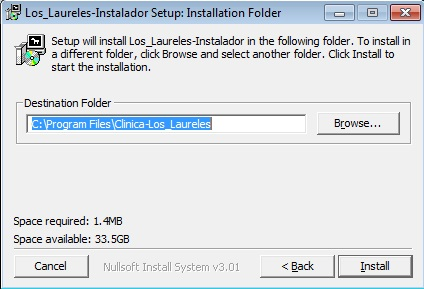 Los_Laureles-Instalador Setup: Installation Folder
Setup will install Los_Laureles-Instalador in the following folder. To install in
a different folder, click Browse and select another folder. Click Install to
start the installation.
Destination Folder
C:\Program Files\Clinica-Los_Laureles
Browse...
Space required: 1.4MB
Space available: 33.5GB
Cancel
Nullsoft Install System v3.01
< Back
Install